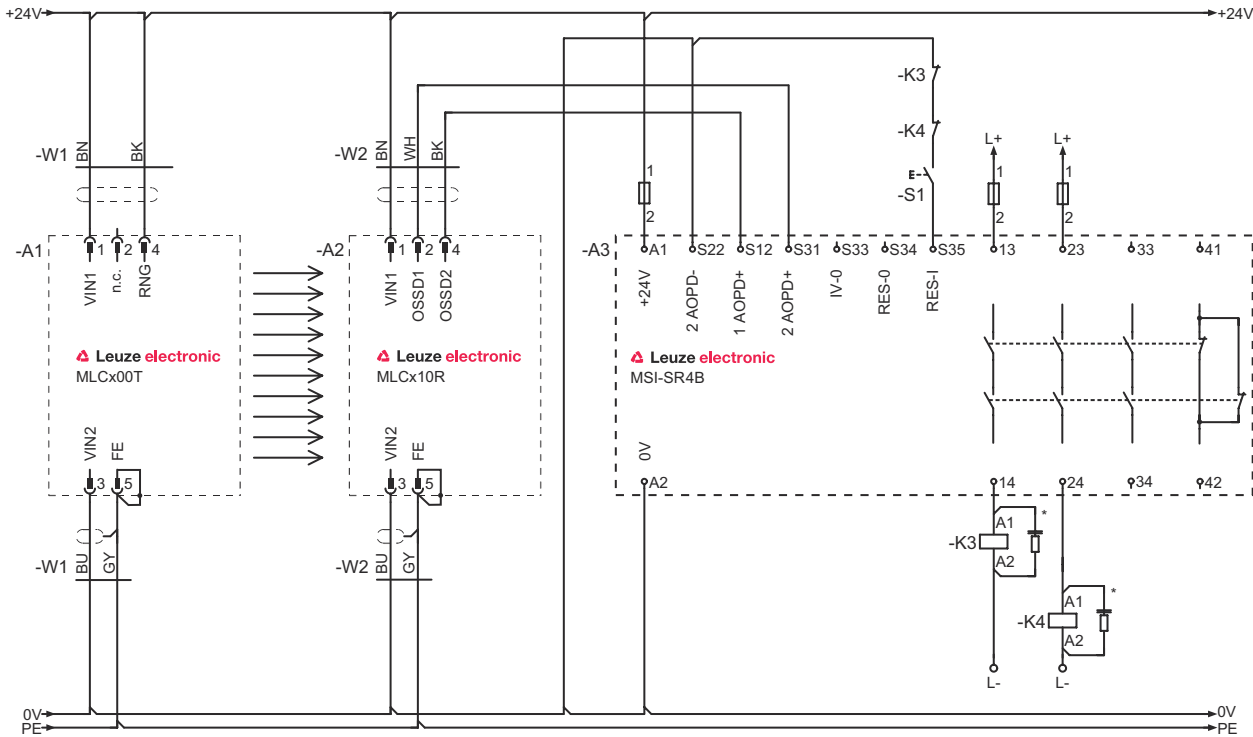 +24V
+24V
-K3
-K4
L+
L+
-W1
BN
BK
-W2
BN
WH
BK
E
-S1
1
2
1
2
1
2
-A1
1
2
4
-A2
1
2
4
-A3
A1
S22
S12
S31
S33
S34
S35
13
23
33
41
VIN1
n.c.
RNG
VIN1
OSSD1
OSSD2
+24V
2 AOPD-
1 AOPD+
2 AOPD+
IV-0
RES-0
RES-I
Leuze electronic
MLCx00T
Leuze electronic
MLCx10R
Leuze electronic
MSI-SR4B
VIN2
FE
VIN2
FE
0V
3
5
3
5
A2
14
24
34
42
-W1
BU
GY
-W2
BU
GY
-K3
A1
A2
*
-K4
A1
A2
*
L-
L-
0V
0V
PE
PE